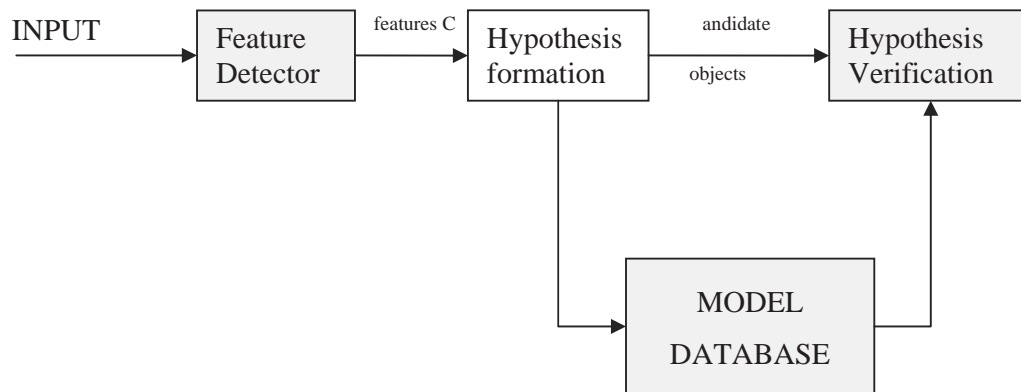 INPUT
Feature
Detector
features C
Hypothesis
formation
andidate
objects
Hypothesis
Verification
MODEL
DATABASE